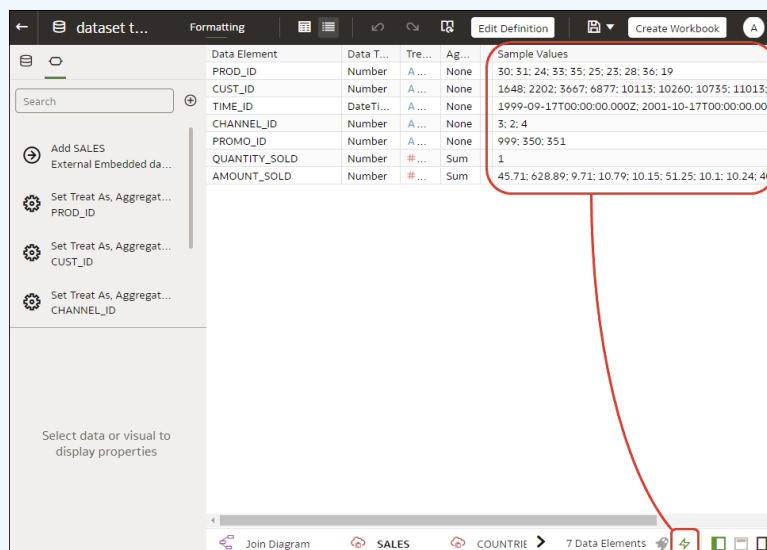 dataset t... Formatting Edit Definition Create Workbook A
Search
Add SALES
External Embedded da...
Set Treat As, Aggregat...
PROD_ID
Set Treat As, Aggregat...
CUST_ID
Set Treat As, Aggregat...
CHANNEL_ID
Select data or visual to
display properties
Data Element Data T... Tre... Ag... Sample Values
PROD_ID Number A ... None 30; 31; 24; 33; 35; 25; 23; 28; 36; 19
CUST_ID Number A ... None 1648; 2202; 3667; 6877; 10113; 10260; 10735; 11013;
TIME_ID DateTi... A ... None 1999-09-17T00:00:00.000Z; 2001-10-17T00:00:00.00
CHANNEL_ID Number A ... None 3; 2; 4
PROMO_ID Number A ... None 999; 350; 351
QUANTITY_SOLD Number # ... Sum 1
AMOUNT_SOLD Number # ... Sum 45.71; 628.89; 9.71; 10.79; 10.15; 51.25; 10.1; 10.24; 4
Join Diagram SALES COUNTRIE 7 Data Elements